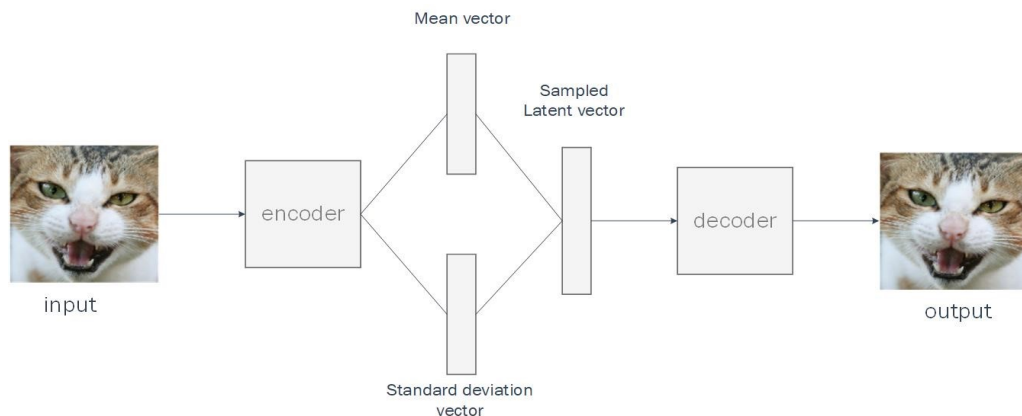 Mean vector
Sampled
Latent vector
encoder
decoder
input
output
Standard deviation
vector